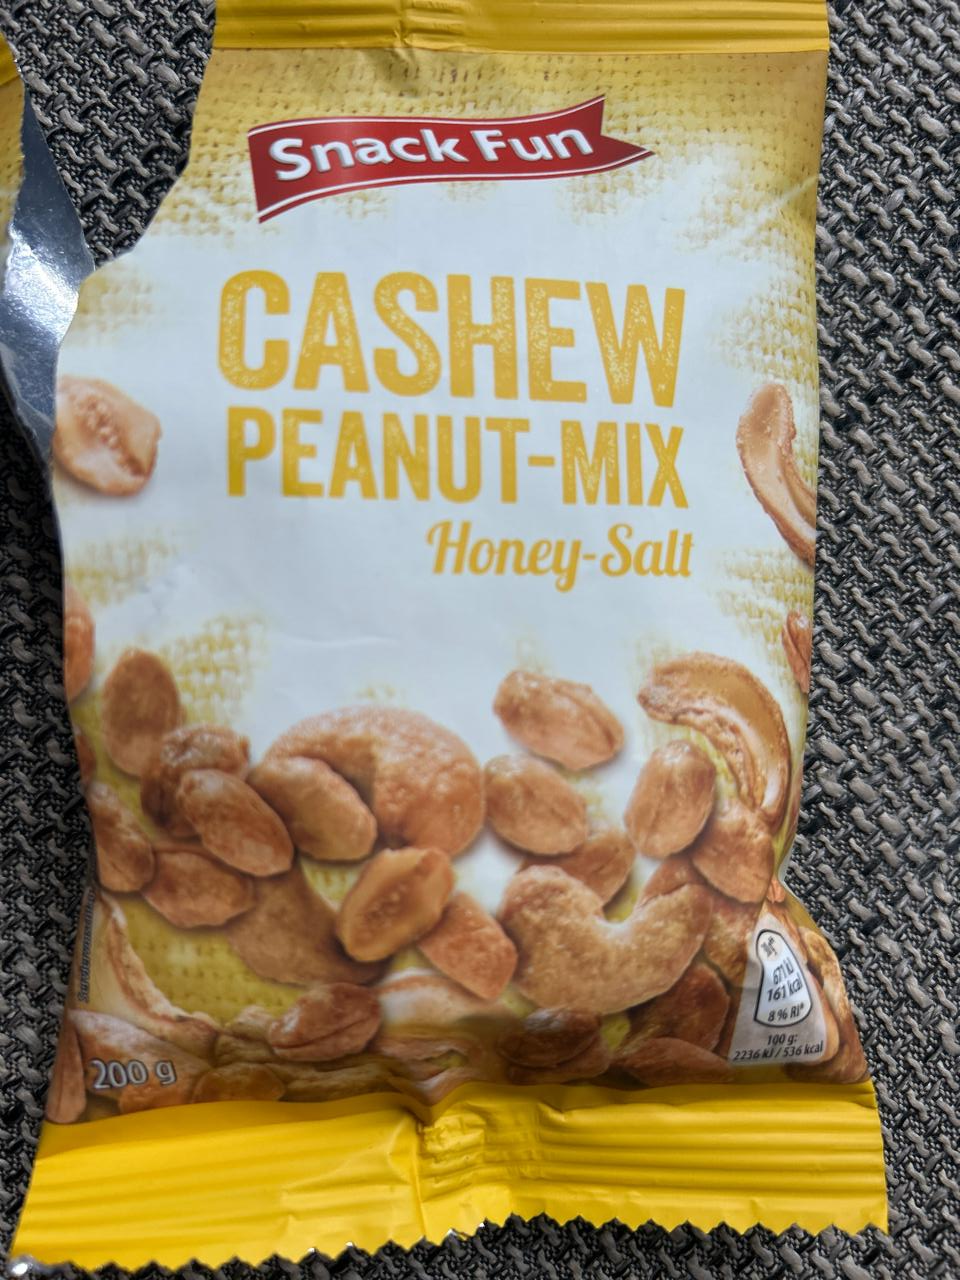 Snack Fun
CASHEW
PEANUT-MIX
Honey-Salt
671 kJ
161 kcal
8 % RI*
100 g:
2236 kJ / 536 kcal
200 g